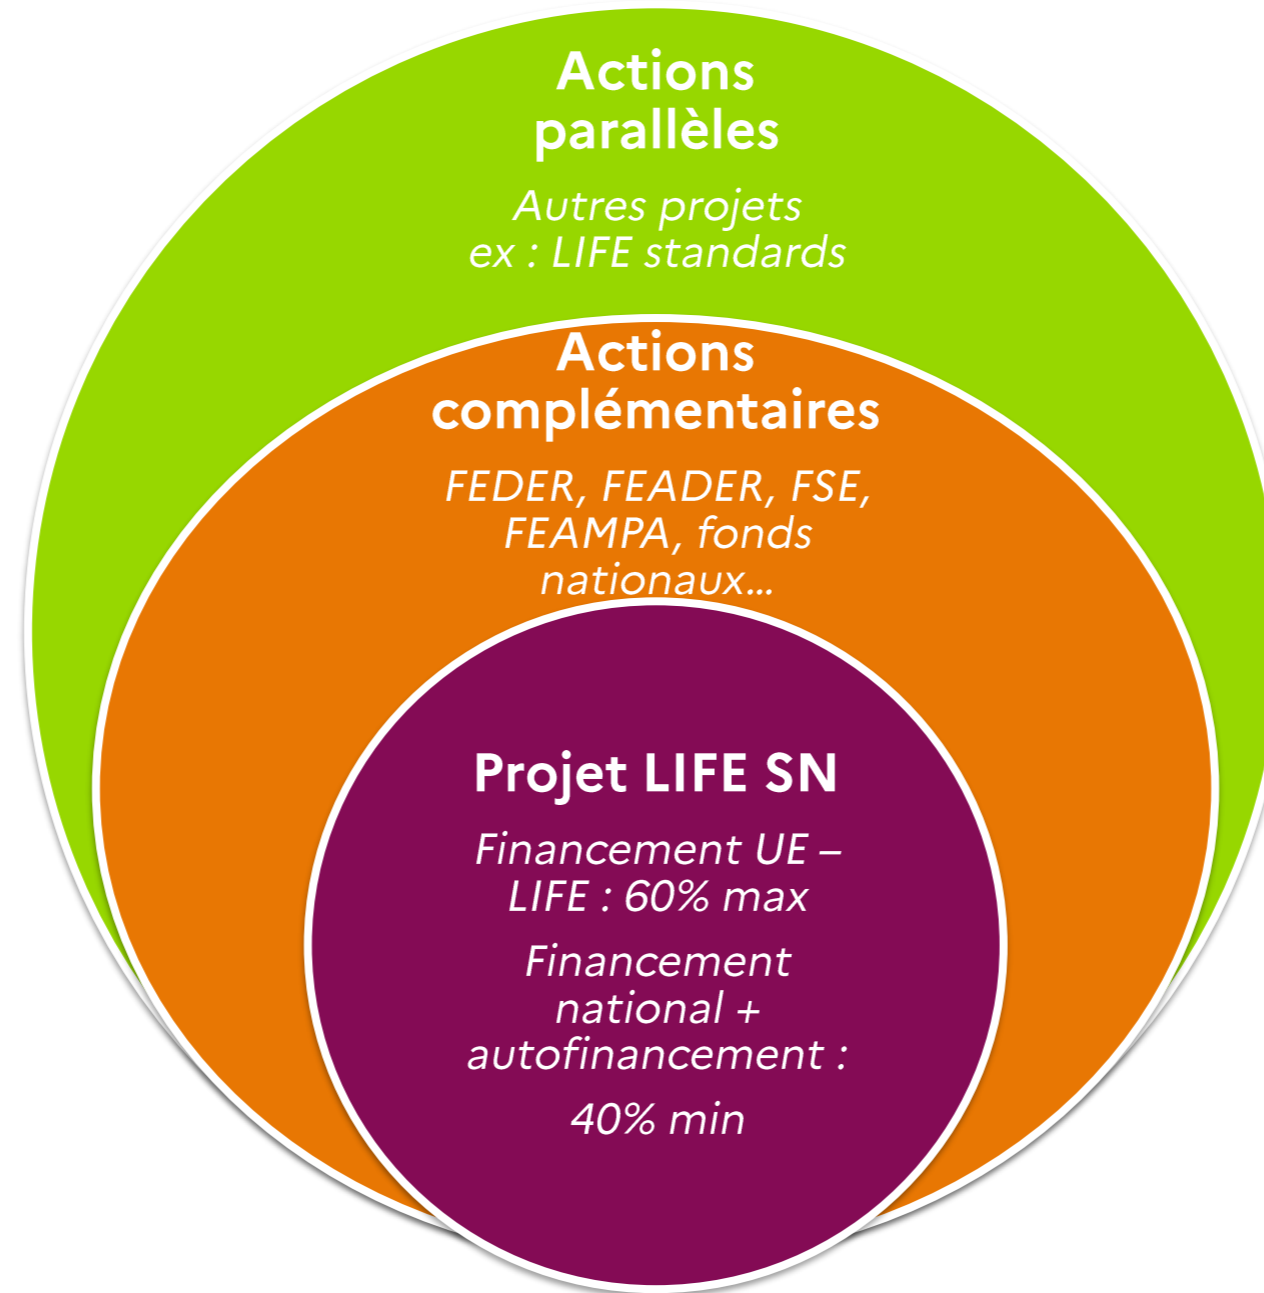 Actions
parallèles
Autres projets
ex : LIFE standards
Actions
complémentaires
FEDER, FEADER, FSE,
FEAMPA, fonds
nationaux…
Projet LIFE SN
Financement UE –
LIFE : 60% max
Financement
national +
autofinancement :
40% min